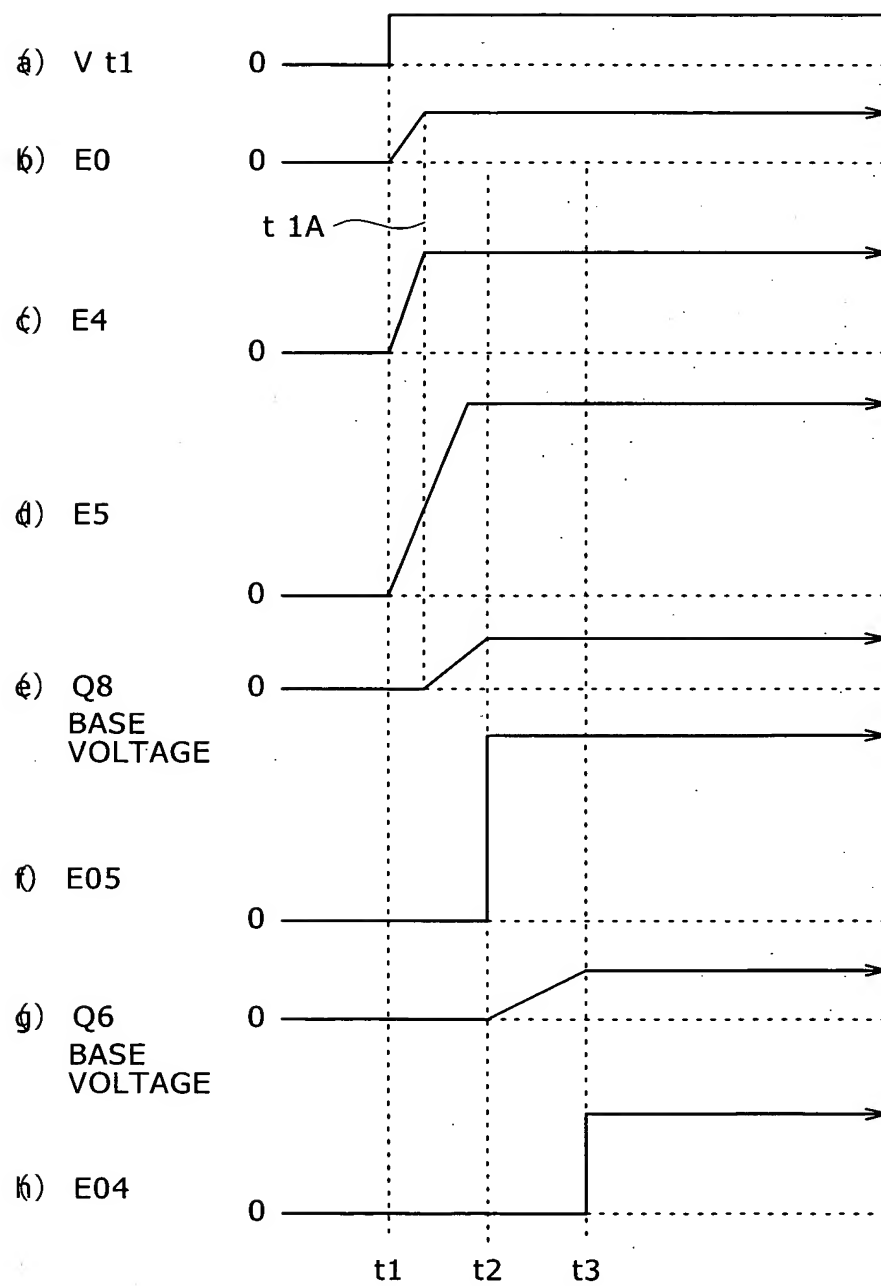 (a) V t1 0
(b) E0 0
t 1A
(c) E4 0
(d) E5 0
(e) Q8 0
BASE
VOLTAGE
(f) E05 0
(g) Q6 0
BASE
VOLTAGE
(h) E04 0
t1 t2 t3